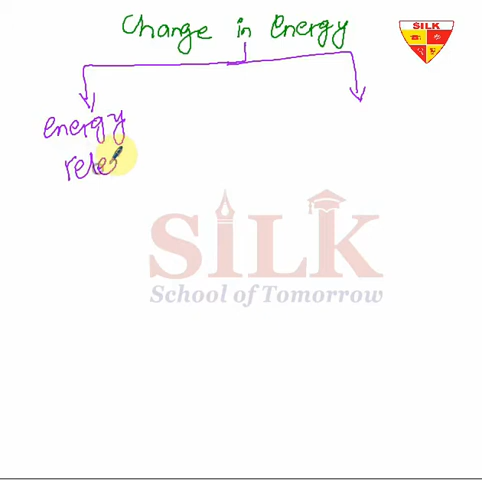 Change in Energy
SILK
energy
rele
SiLK
School of Tomorrow